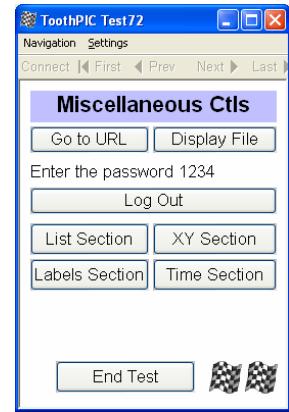 ToothPIC Test72
Navigation Settings
Connect First Prev Next Last
Miscellaneous Ctls
Go to URL Display File
Enter the password 1234
Log Out
List Section XY Section
Labels Section Time Section
End Test